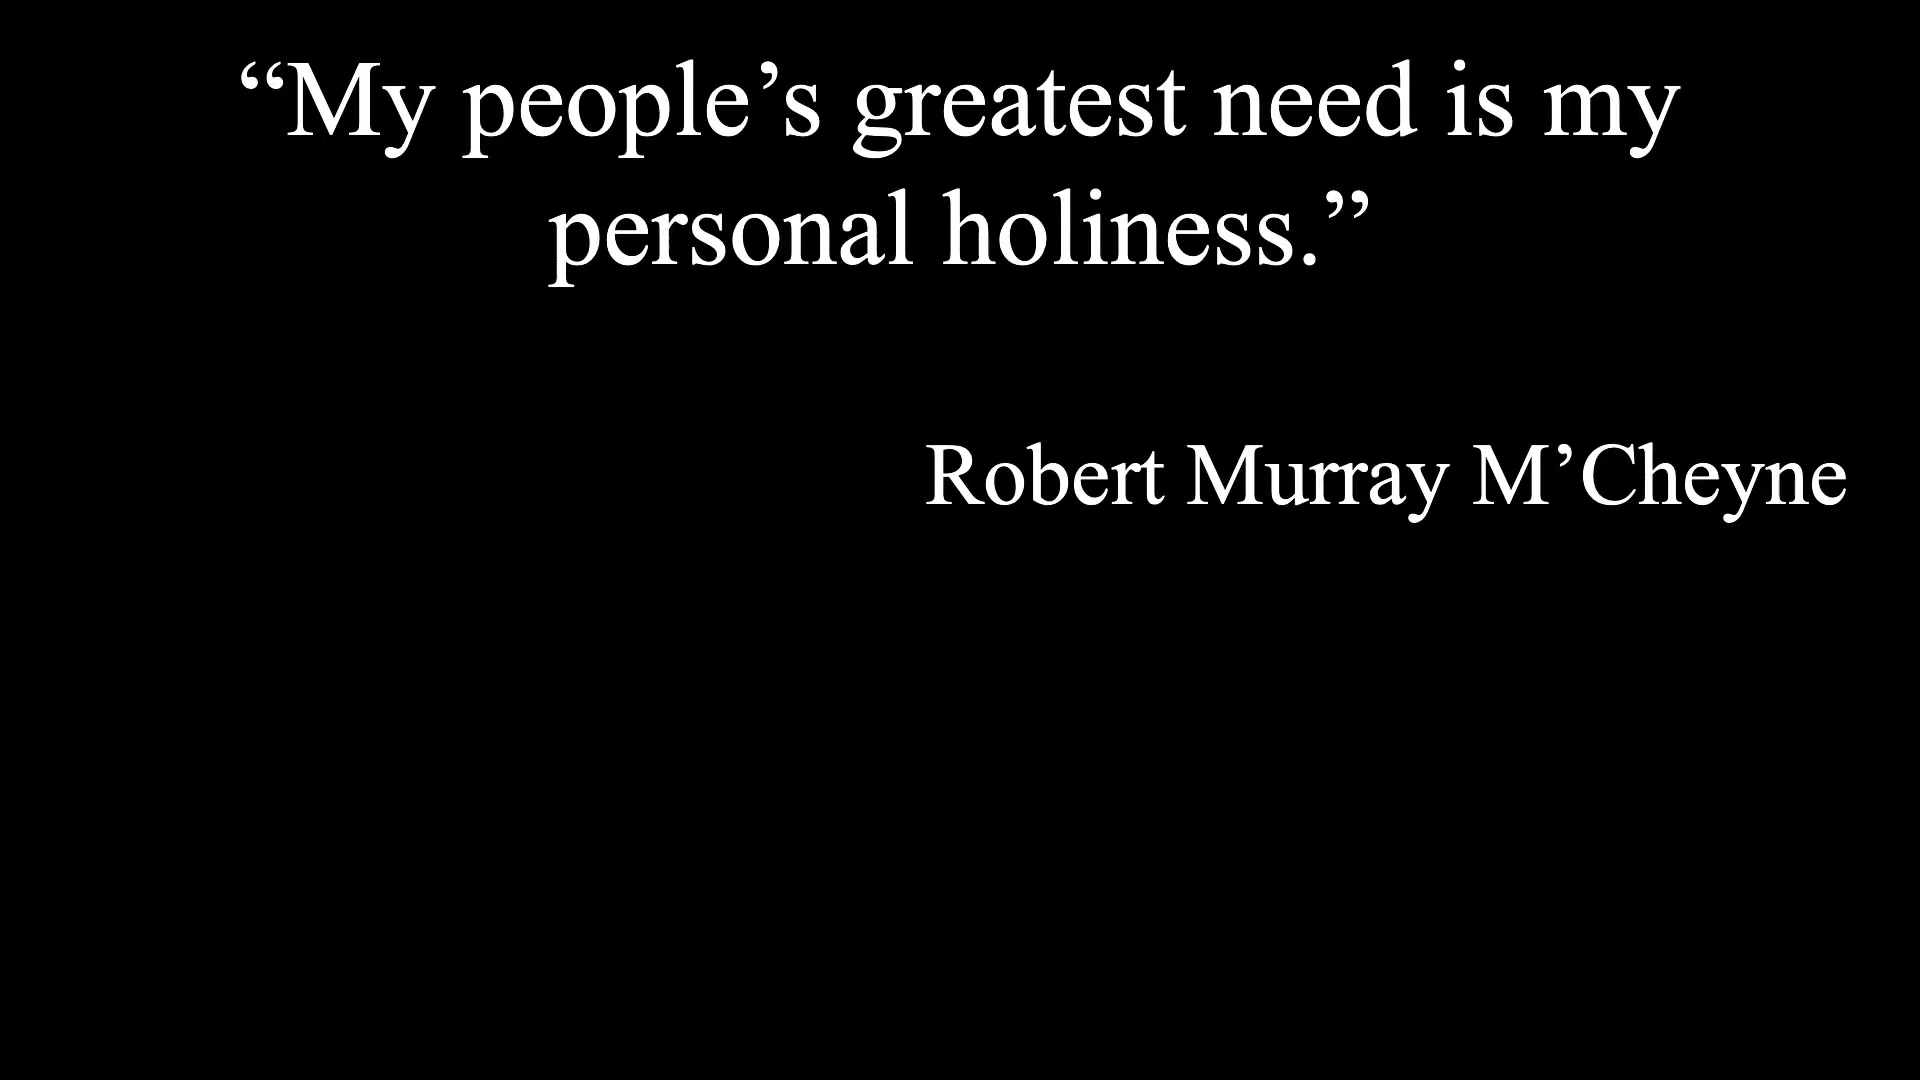 “My people’s greatest need is my
personal holiness.”
Robert Murray M’Cheyne